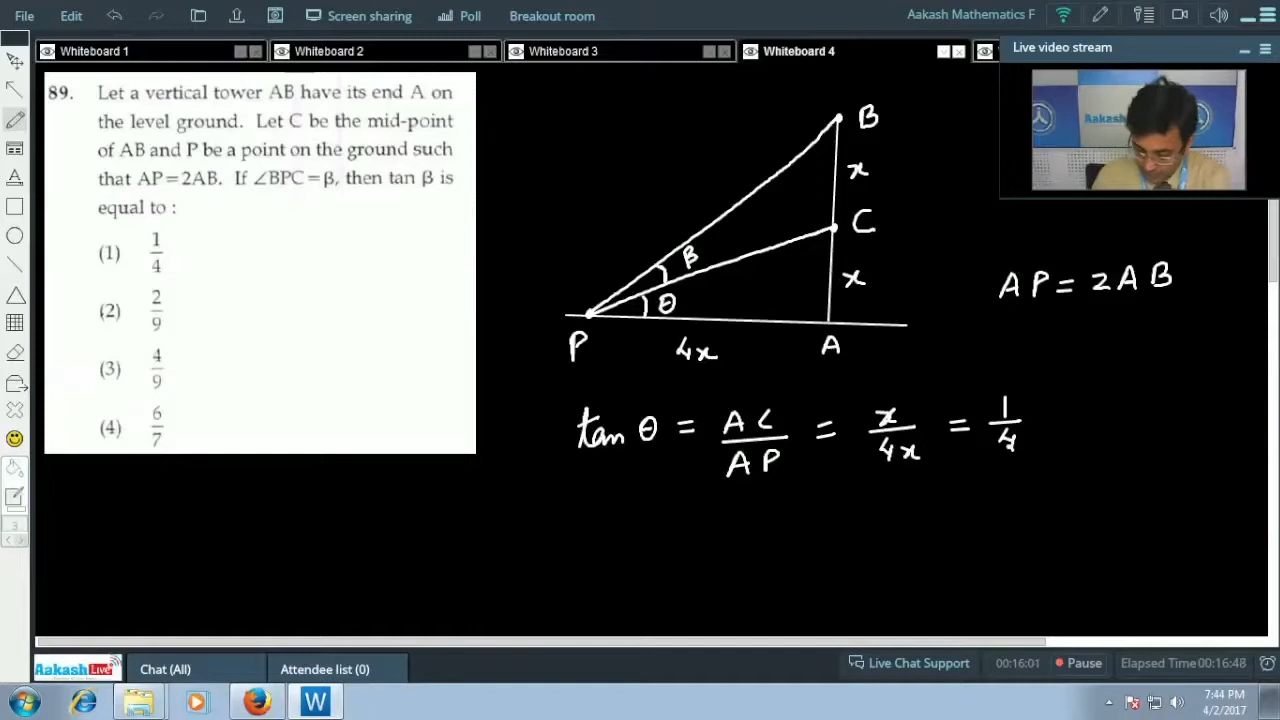 File Edit Screen sharing Poll Breakout room Aakash Mathematics F
Whiteboard 1 Whiteboard 2 Whiteboard 3 Whiteboard 4 Live video stream
89. Let a vertical tower AB have its end A on
the level ground. Let C be the mid-point
of AB and P be a point on the ground such
that AP=2AB. If ∠BPC=β, then tan β is
equal to :
(1) 1/4
(2) 2/9
(3) 4/9
(4) 6/7
B
x
C
β
x
θ
P 4x A
AP = 2AB
tan θ = AC/AP = x/4x = 1/4
Aakash
3
Aakash Live Chat (All) Attendee list (0) Live Chat Support 00:16:01 Pause Elapsed Time: 00:16:48
W
7:44 PM
4/2/2017